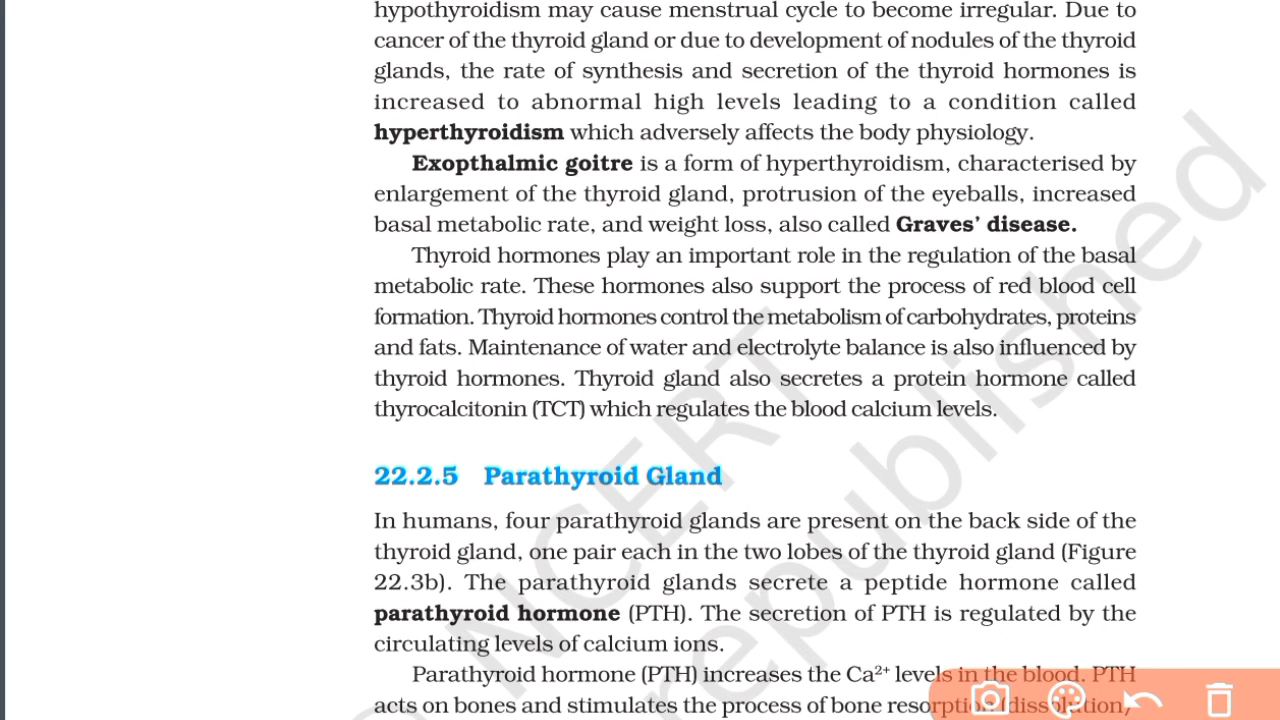 hypothyroidism may cause menstrual cycle to become irregular. Due to
cancer of the thyroid gland or due to development of nodules of the thyroid
glands, the rate of synthesis and secretion of the thyroid hormones is
increased to abnormal high levels leading to a condition called
hyperthyroidism which adversely affects the body physiology.
Exopthalmic goitre is a form of hyperthyroidism, characterised by
enlargement of the thyroid gland, protrusion of the eyeballs, increased
basal metabolic rate, and weight loss, also called Graves’ disease.
Thyroid hormones play an important role in the regulation of the basal
metabolic rate. These hormones also support the process of red blood cell
formation. Thyroid hormones control the metabolism of carbohydrates, proteins
and fats. Maintenance of water and electrolyte balance is also influenced by
thyroid hormones. Thyroid gland also secretes a protein hormone called
thyrocalcitonin (TCT) which regulates the blood calcium levels.
22.2.5 Parathyroid Gland
In humans, four parathyroid glands are present on the back side of the
thyroid gland, one pair each in the two lobes of the thyroid gland (Figure
22.3b). The parathyroid glands secrete a peptide hormone called
parathyroid hormone (PTH). The secretion of PTH is regulated by the
circulating levels of calcium ions.
Parathyroid hormone (PTH) increases the Ca²⁺ levels in the blood. PTH
acts on bones and stimulates the process of bone resorption (dissolution/
NCERT
republished